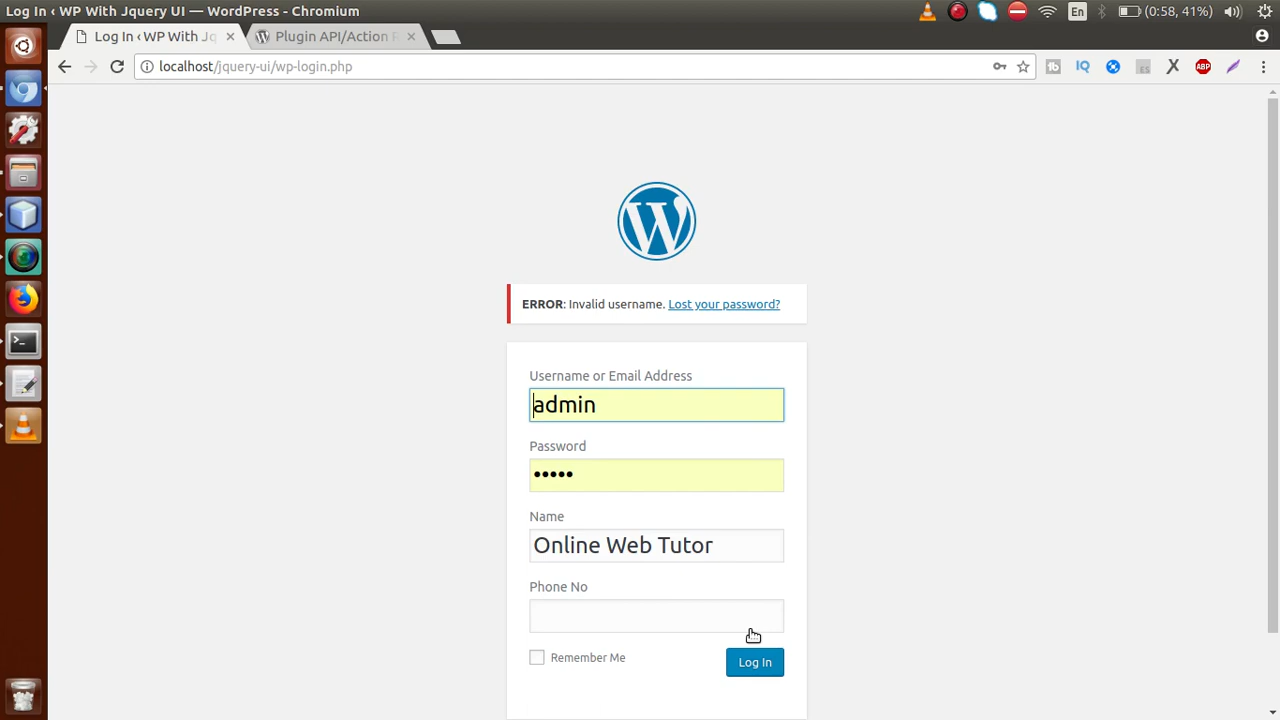 Log In ‹ WP With Jquery UI — WordPress - Chromium
En
(0:58, 41%)
Log In ‹ WP With Jq
Plugin API/Action R
localhost/jquery-ui/wp-login.php
tb
IQ
ES
X
ABP
W
ERROR: Invalid username. Lost your password?
Username or Email Address
admin
Password
•••••
Name
Online Web Tutor
Phone No
Remember Me
Log In